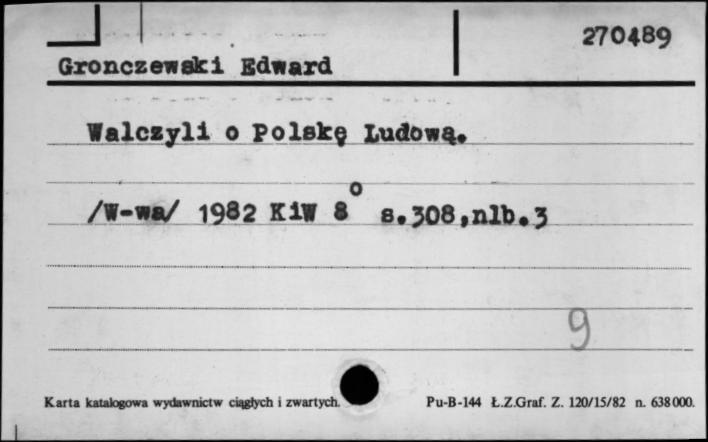 270489
Gronczewski Edward
Walczyli o Polskę Ludową.
/W-wa/ 1982 KiW 8° s.308,nlb.3
9
Karta katalogowa wydawnictw ciągłych i zwartych. Pu-B-144 Ł.Z.Graf. Z. 120/15/82 n. 638000.